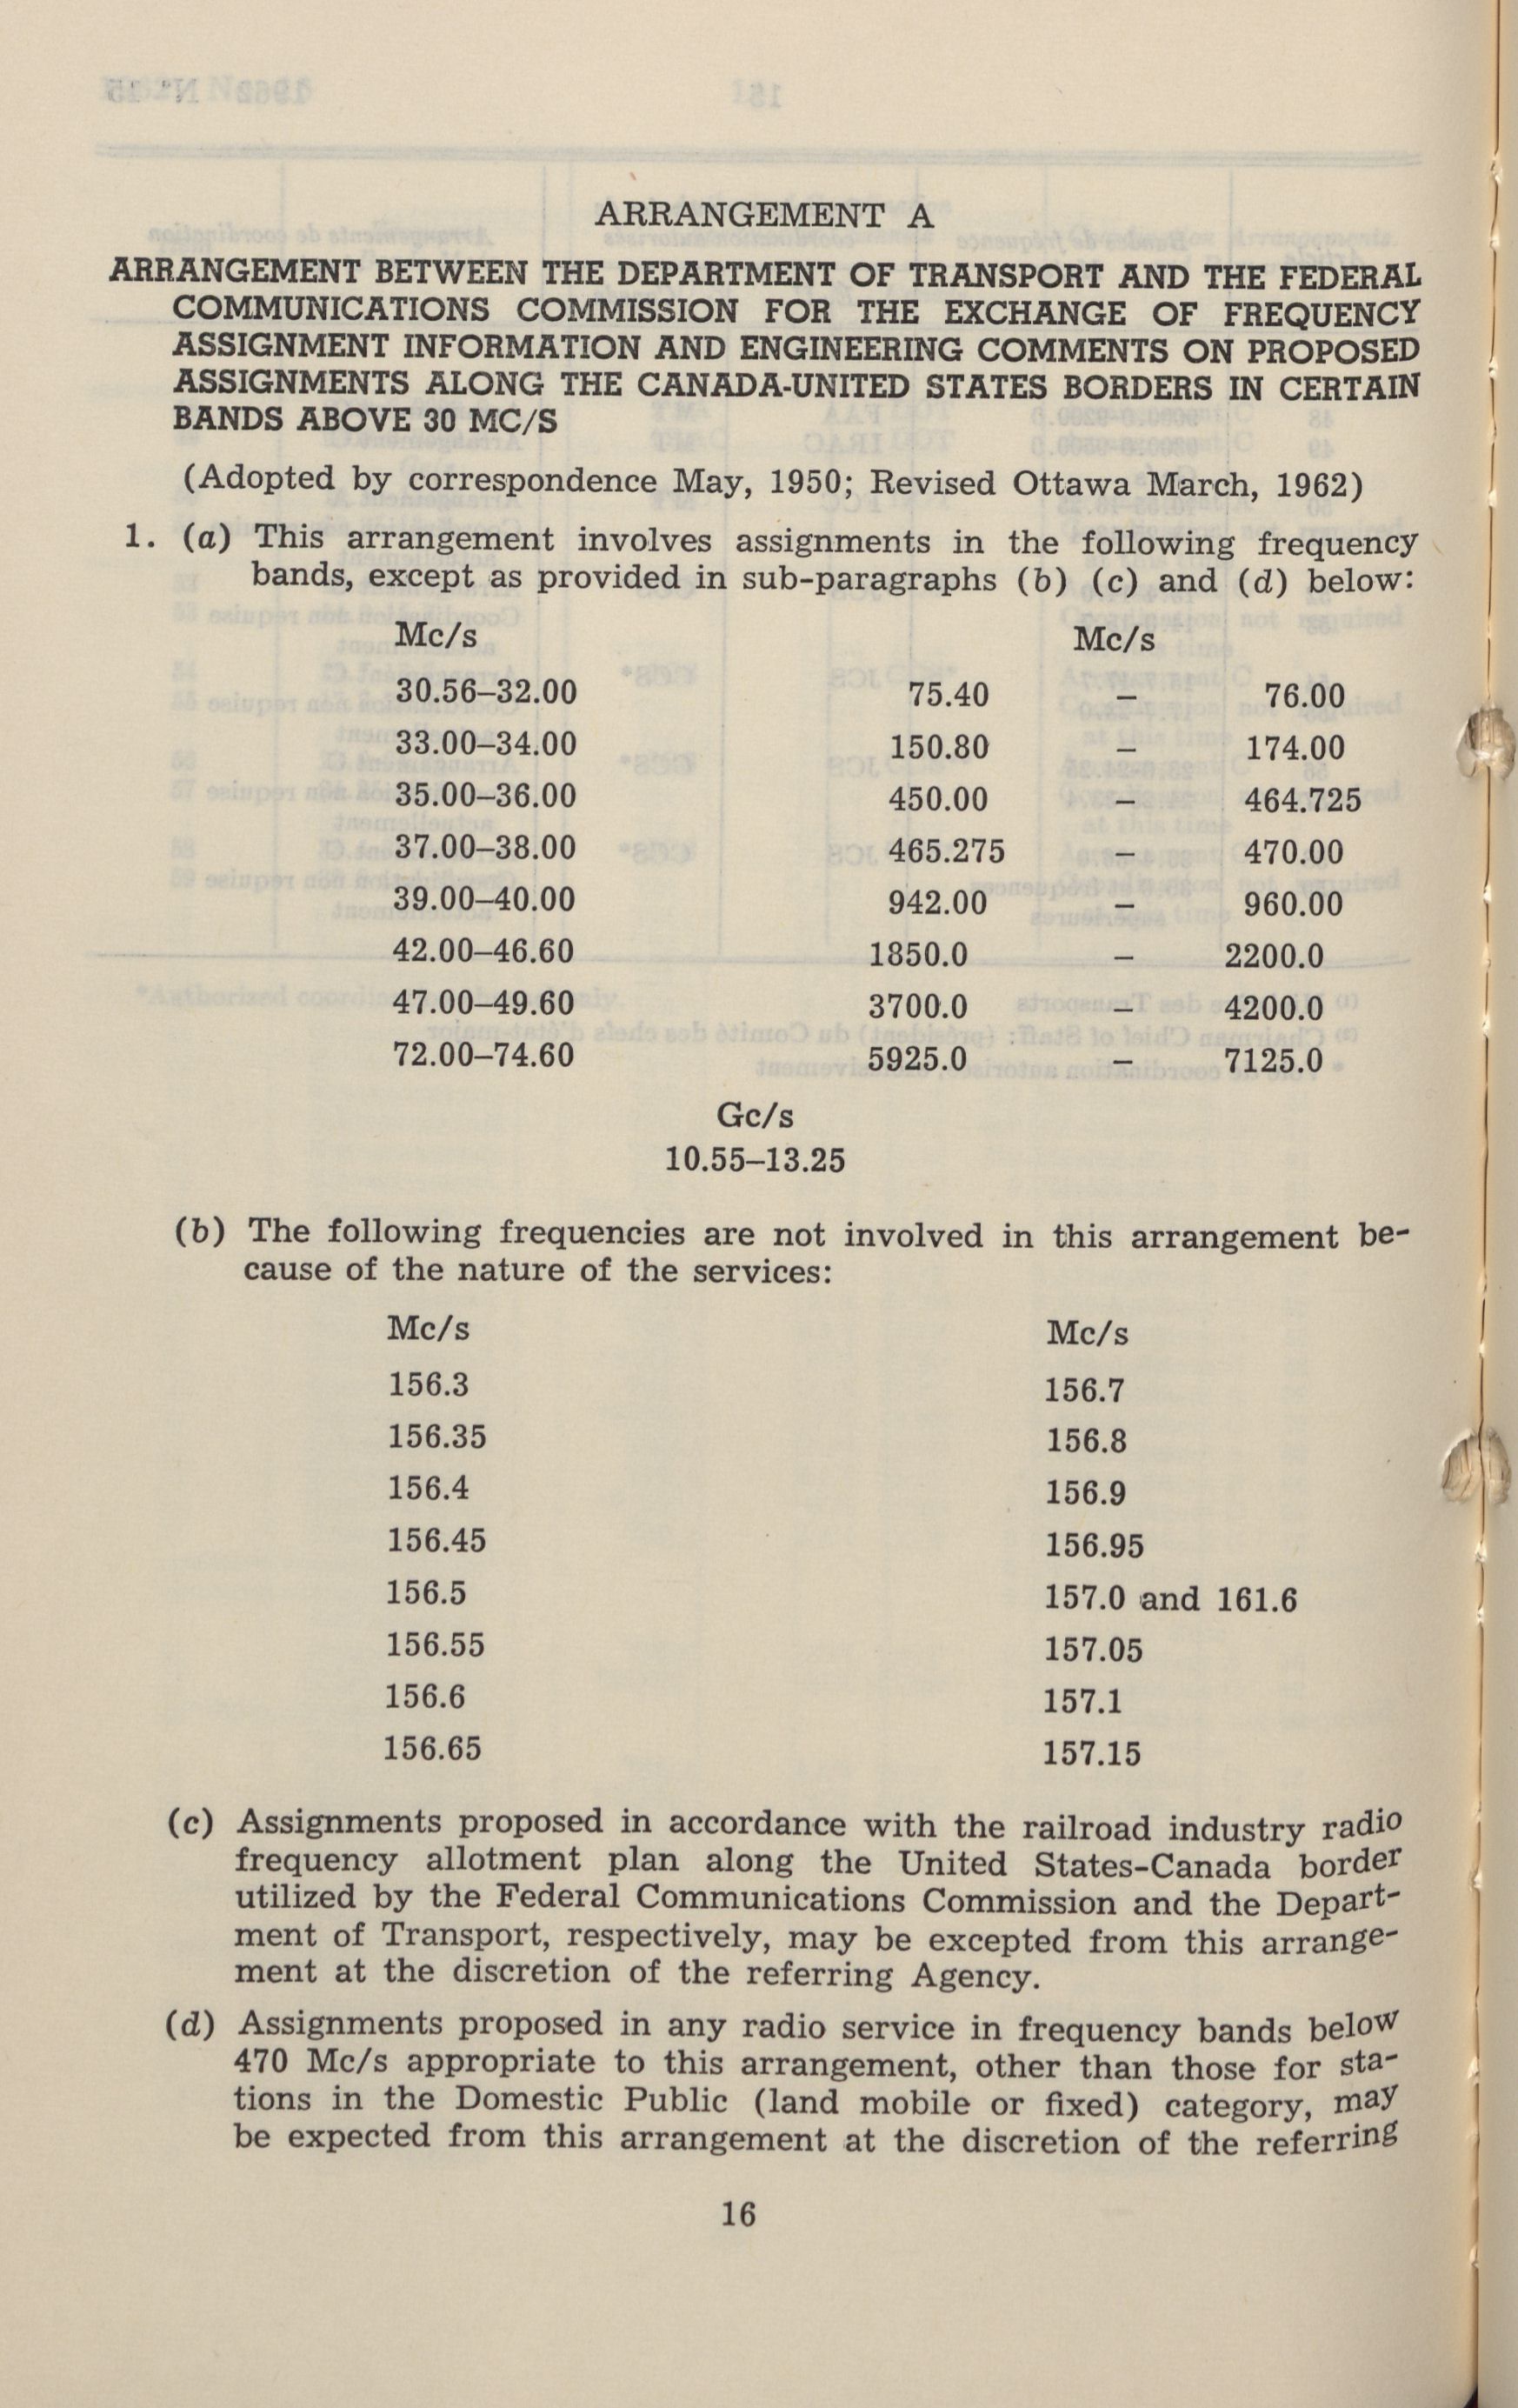 ARRANGEMENT A
ARRANGEMENT BETWEEN THE DEPARTMENT OF TRANSPORT AND THE FEDERAL
COMMUNICATIONS COMMISSION FOR THE EXCHANGE OF FREQUENCY
ASSIGNMENT INFORMATION AND ENGINEERING COMMENTS ON PROPOSED
ASSIGNMENTS ALONG THE CANADA-UNITED STATES BORDERS IN CERTAIN
BANDS ABOVE 30 MC/S
(Adopted by correspondence May, 1950; Revised Ottawa March, 1962)
1. (a) This arrangement involves assignments in the following frequency
bands, except as provided in sub-paragraphs (b) (c) and (d) below:
Mc/s Mc/s
30.56–32.00 75.40 – 76.00
33.00–34.00 150.80 – 174.00
35.00–36.00 450.00 – 464.725
37.00–38.00 465.275 – 470.00
39.00–40.00 942.00 – 960.00
42.00–46.60 1850.0 – 2200.0
47.00–49.60 3700.0 – 4200.0
72.00–74.60 5925.0 – 7125.0
Gc/s
10.55–13.25
(b) The following frequencies are not involved in this arrangement be-
cause of the nature of the services:
Mc/s Mc/s
156.3 156.7
156.35 156.8
156.4 156.9
156.45 156.95
156.5 157.0 and 161.6
156.55 157.05
156.6 157.1
156.65 157.15
(c) Assignments proposed in accordance with the railroad industry radio
frequency allotment plan along the United States-Canada border
utilized by the Federal Communications Commission and the Depart-
ment of Transport, respectively, may be excepted from this arrange-
ment at the discretion of the referring Agency.
(d) Assignments proposed in any radio service in frequency bands below
470 Mc/s appropriate to this arrangement, other than those for sta-
tions in the Domestic Public (land mobile or fixed) category, may
be expected from this arrangement at the discretion of the referring
16